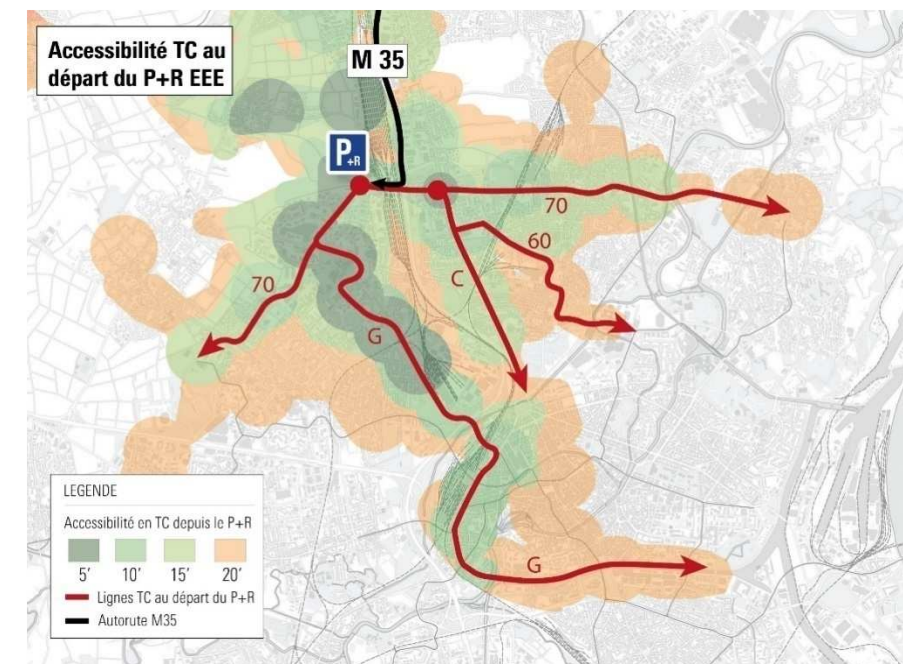 Accessibilité TC au
départ du P+R EEE
M 35
P+R
70
60
70
C
G
G
LEGENDE
Accessibilité en TC depuis le P+R
5’ 10’ 15’ 20’
Lignes TC au départ du P+R
Autorute M35